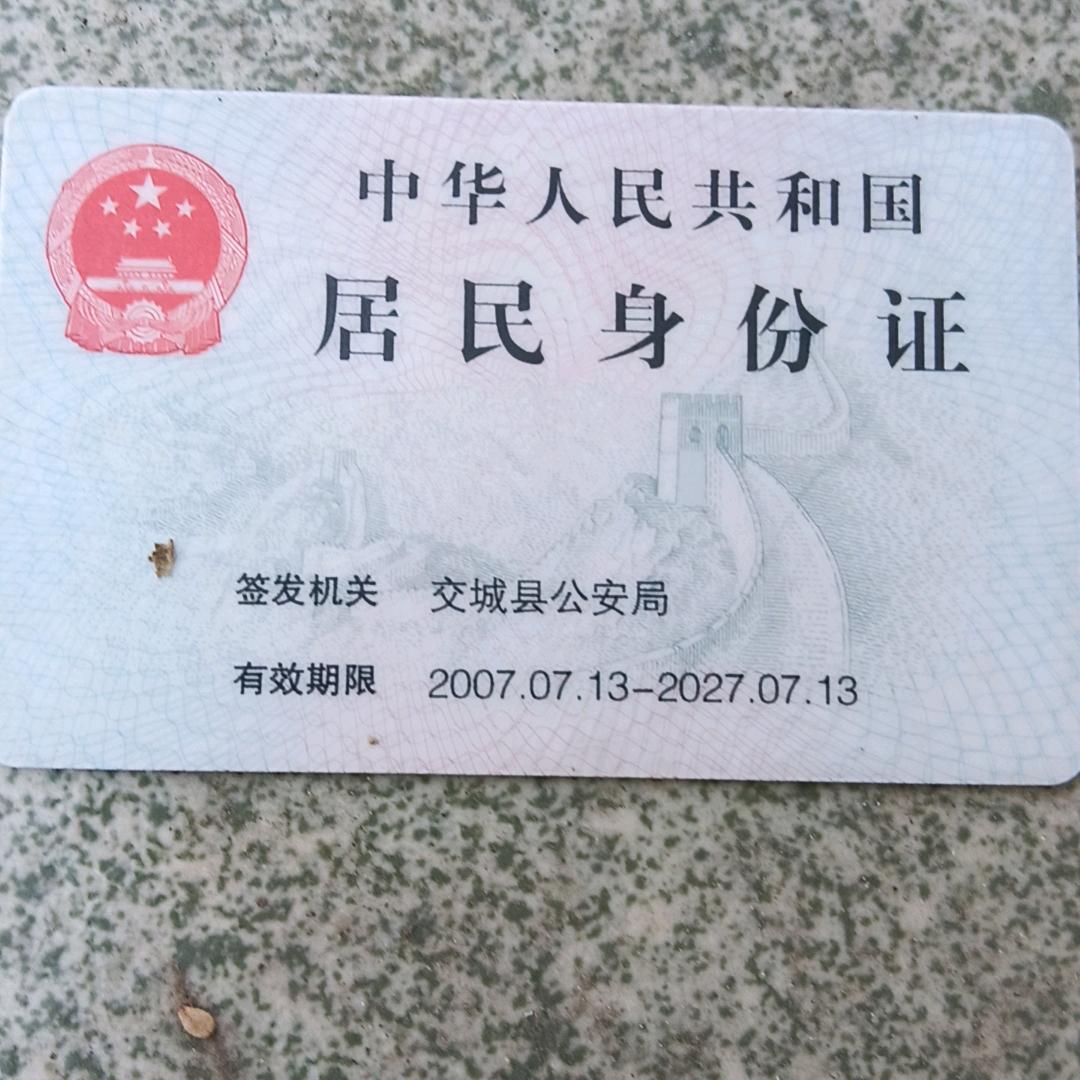 中华人民共和国
居民身份证
签发机关 交城县公安局
有效期限 2007.07.13-2027.07.13